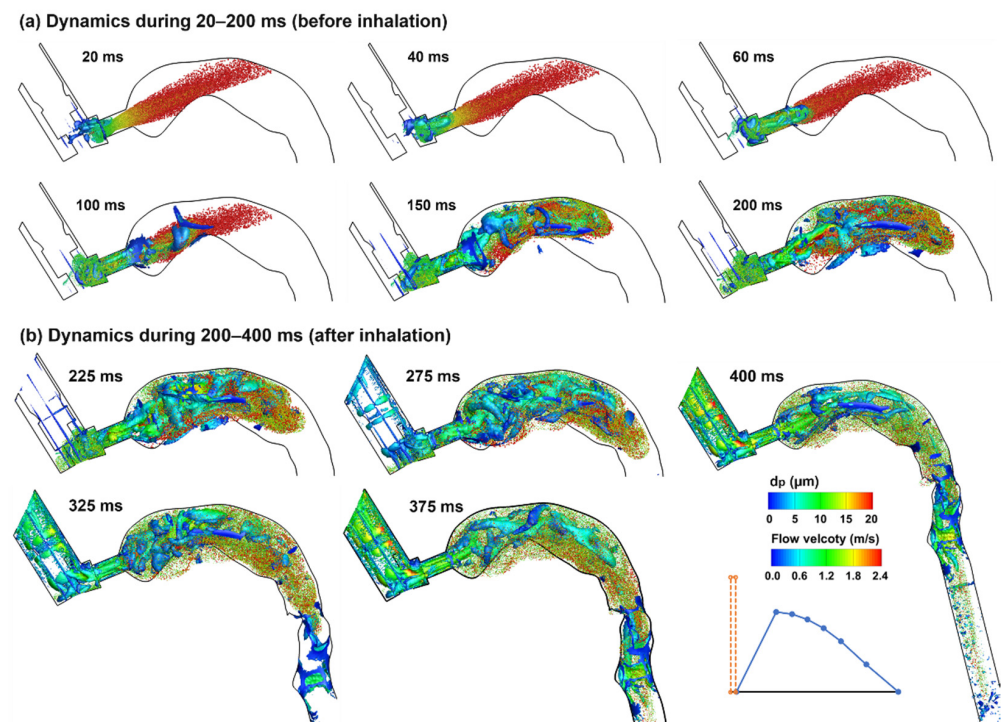 (a) Dynamics during 20–200 ms (before inhalation)
20 ms
40 ms
60 ms
100 ms
150 ms
200 ms
(b) Dynamics during 200–400 ms (after inhalation)
225 ms
275 ms
400 ms
325 ms
375 ms
dp (μm)
0 5 10 15 20
Flow velcoty (m/s)
0.0 0.6 1.2 1.8 2.4